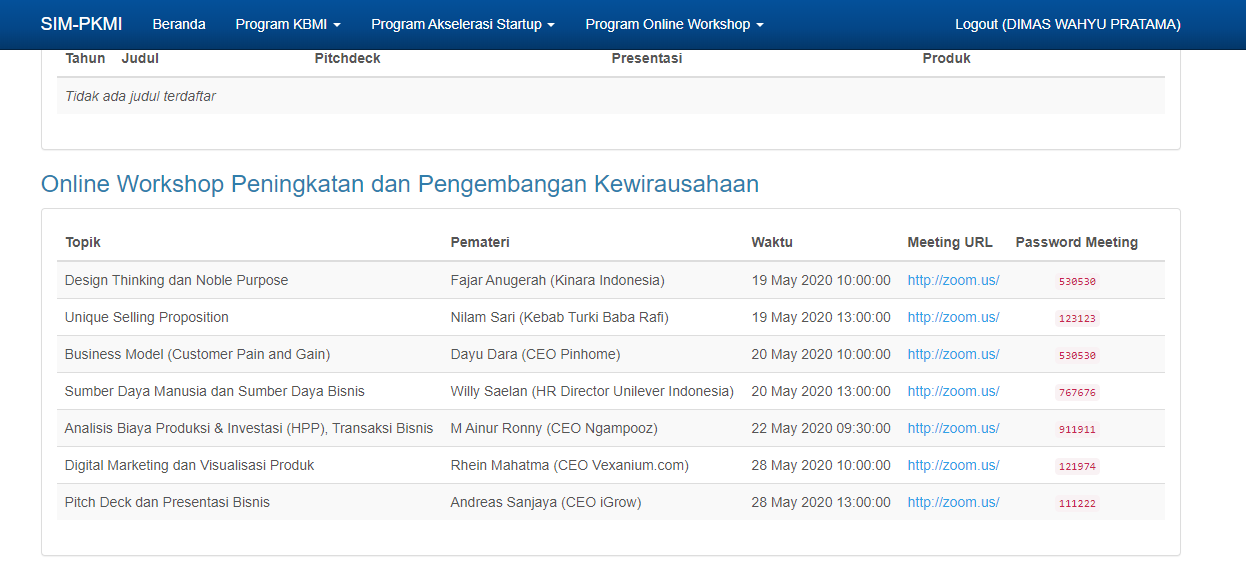 SIM-PKMI Beranda Program KBMI Program Akselerasi Startup Program Online Workshop Logout (DIMAS WAHYU PRATAMA)
Tahun Judul Pitchdeck Presentasi Produk
Tidak ada judul terdaftar
Online Workshop Peningkatan dan Pengembangan Kewirausahaan
Topik Pemateri Waktu Meeting URL Password Meeting
Design Thinking dan Noble Purpose Fajar Anugerah (Kinara Indonesia) 19 May 2020 10:00:00 http://zoom.us/ 530530
Unique Selling Proposition Nilam Sari (Kebab Turki Baba Rafi) 19 May 2020 13:00:00 http://zoom.us/ 123123
Business Model (Customer Pain and Gain) Dayu Dara (CEO Pinhome) 20 May 2020 10:00:00 http://zoom.us/ 530530
Sumber Daya Manusia dan Sumber Daya Bisnis Willy Saelan (HR Director Unilever Indonesia) 20 May 2020 13:00:00 http://zoom.us/ 767676
Analisis Biaya Produksi & Investasi (HPP), Transaksi Bisnis M Ainur Ronny (CEO Ngampooz) 22 May 2020 09:30:00 http://zoom.us/ 911911
Digital Marketing dan Visualisasi Produk Rhein Mahatma (CEO Vexanium.com) 28 May 2020 10:00:00 http://zoom.us/ 121974
Pitch Deck dan Presentasi Bisnis Andreas Sanjaya (CEO iGrow) 28 May 2020 13:00:00 http://zoom.us/ 111222